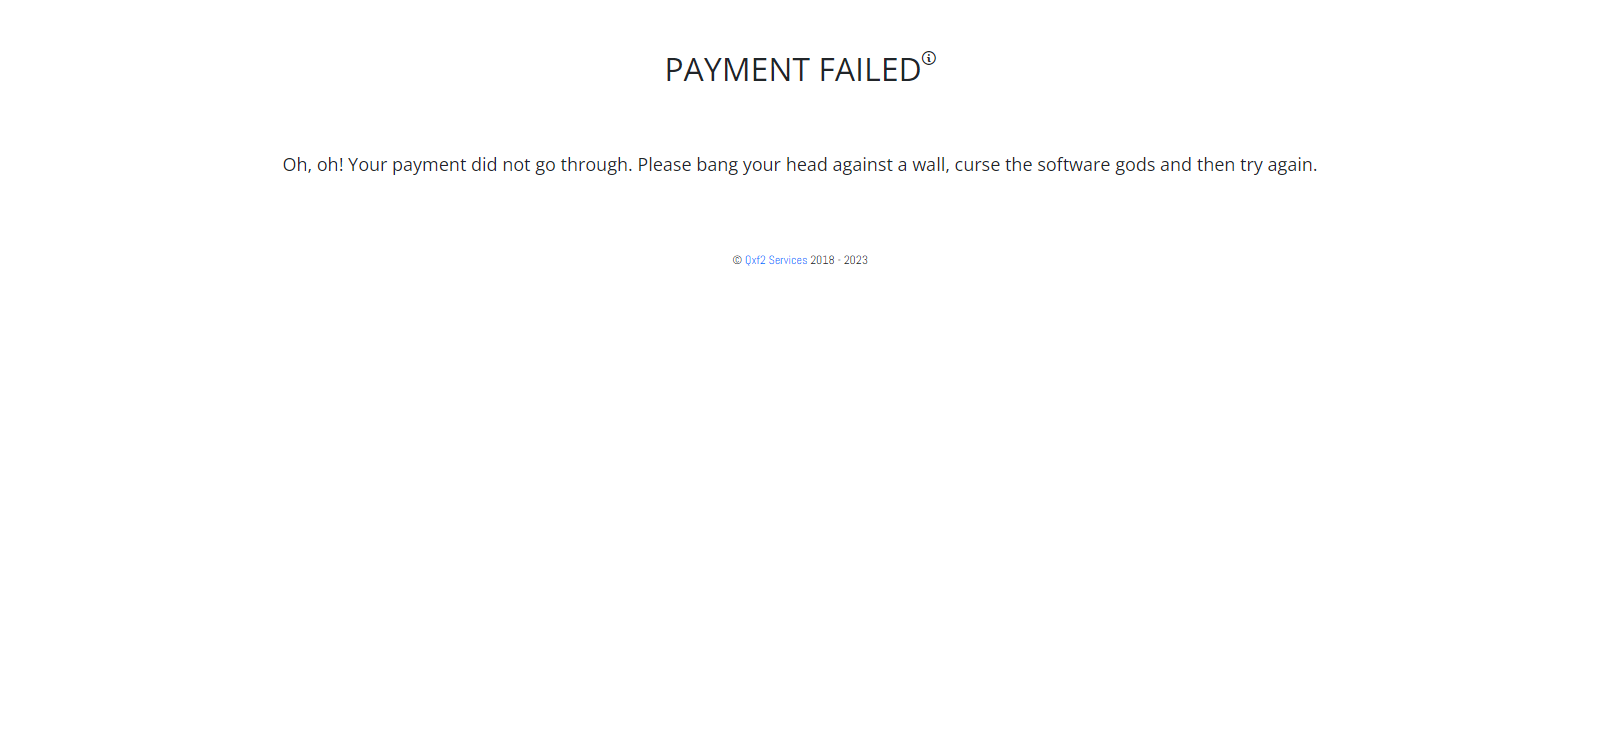 PAYMENT FAILED
Oh, oh! Your payment did not go through. Please bang your head against a wall, curse the software gods and then try again.
© Qxf2 Services 2018 - 2023